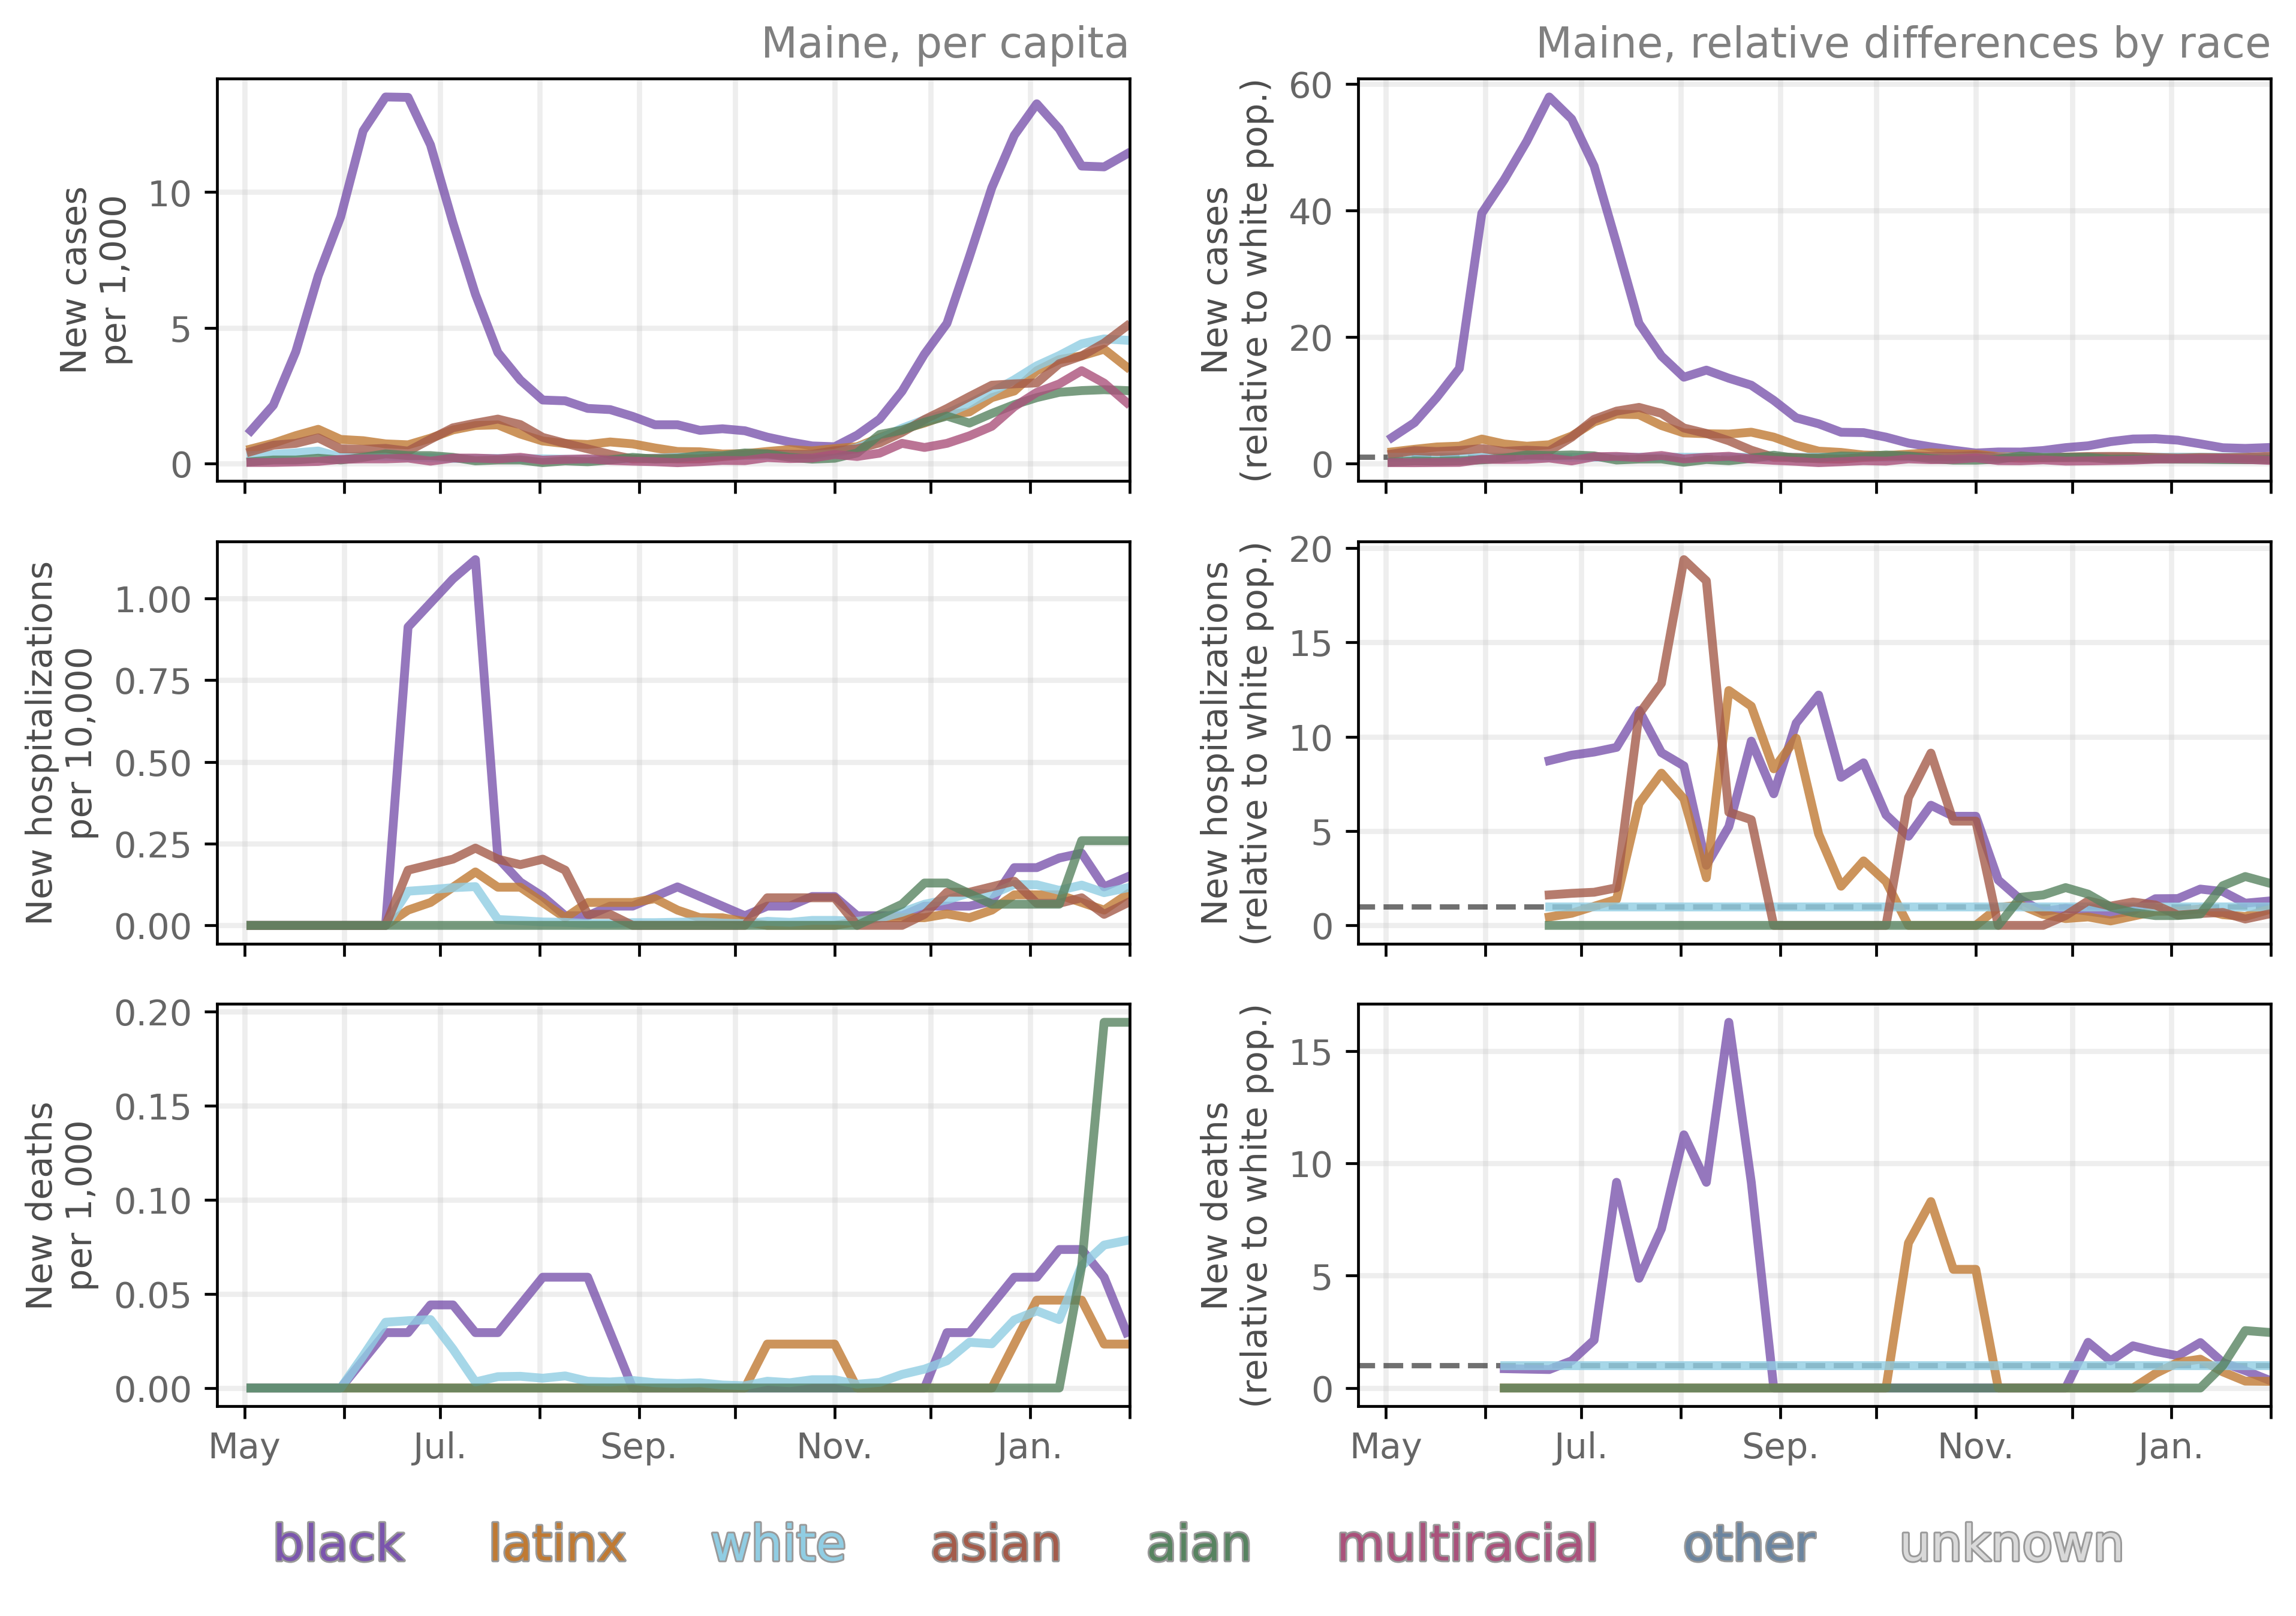 Maine, per capita
Maine, relative differences by race
New cases
per 1,000
10
5
0
New cases
(relative to white pop.)
60
40
20
0
New hospitalizations
per 10,000
1.00
0.75
0.50
0.25
0.00
New hospitalizations
(relative to white pop.)
20
15
10
5
0
New deaths
per 1,000
0.20
0.15
0.10
0.05
0.00
May Jul. Sep. Nov. Jan.
New deaths
(relative to white pop.)
15
10
5
0
May Jul. Sep. Nov. Jan.
black latinx white asian aian multiracial other unknown